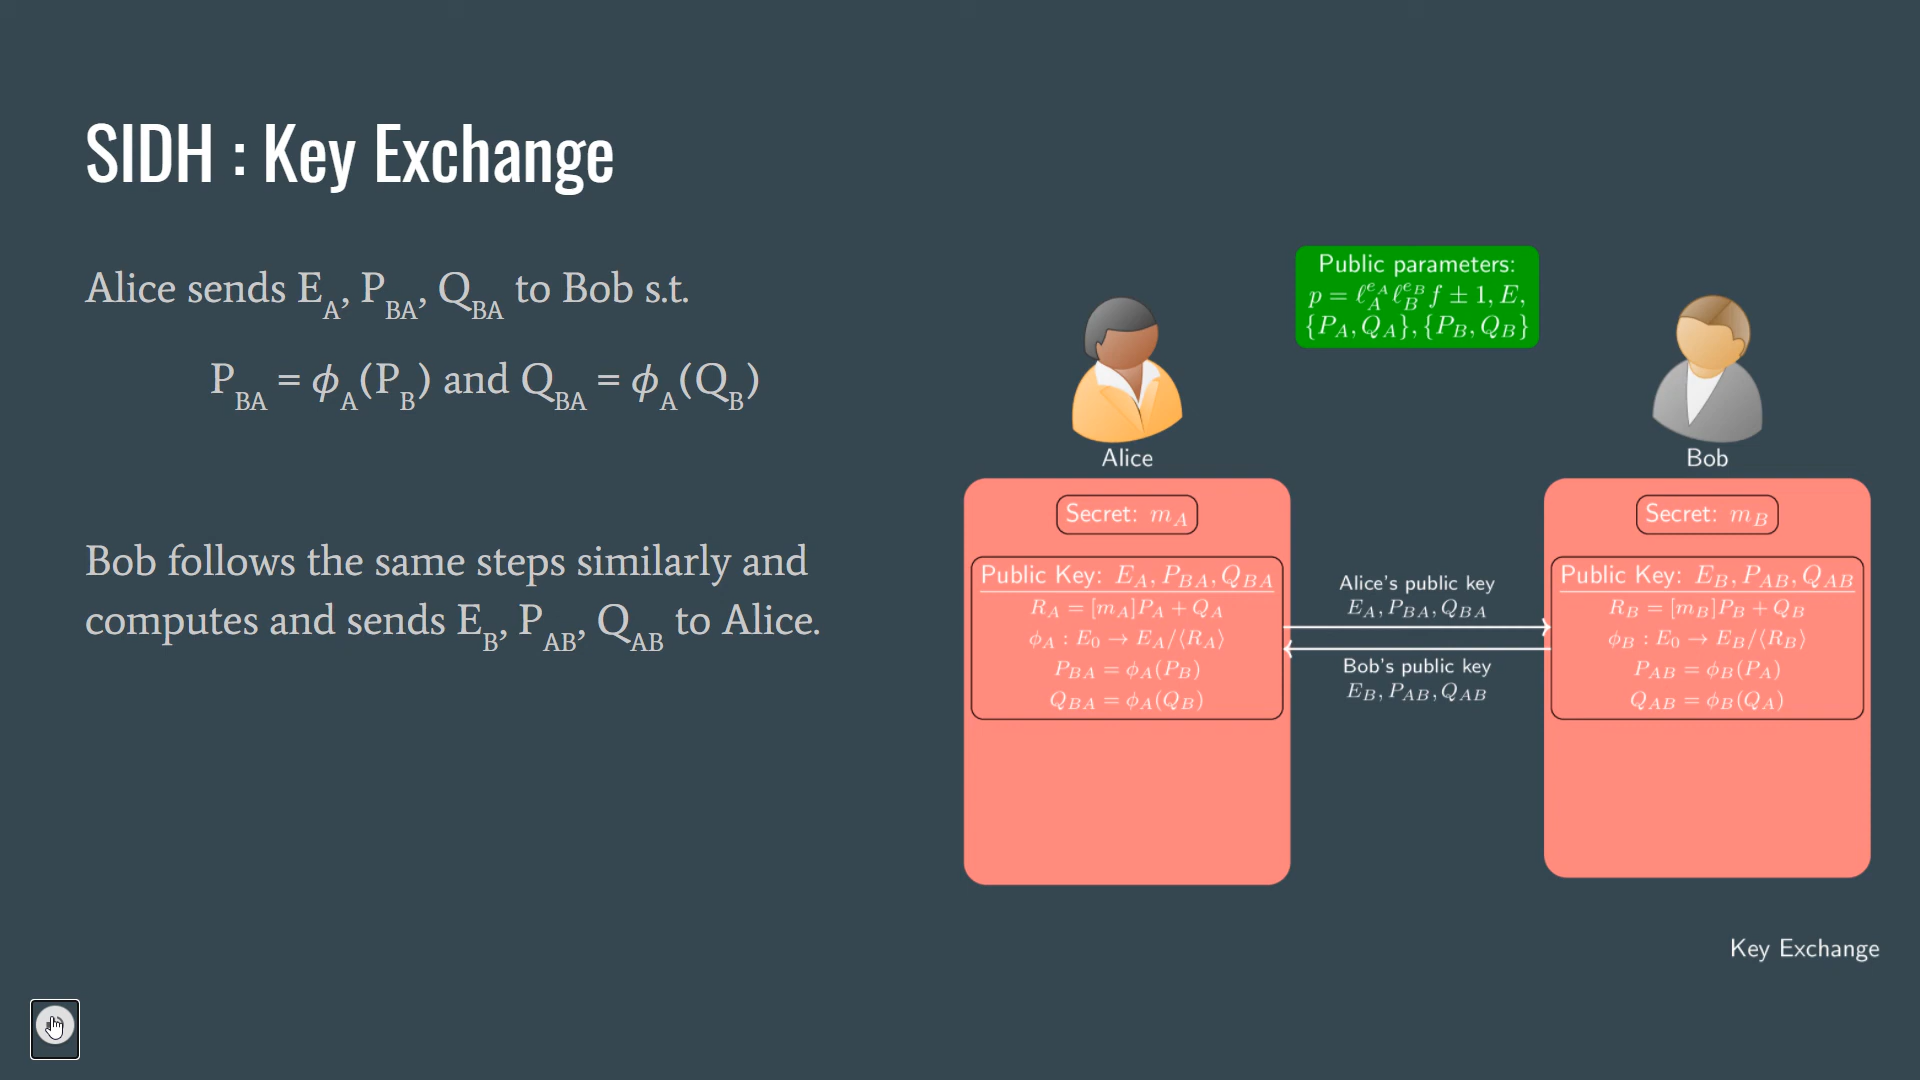 SIDH : Key Exchange
Alice sends E_A, P_BA, Q_BA to Bob s.t.
P_BA = ϕ_A(P_B) and Q_BA = ϕ_A(Q_B)
Bob follows the same steps similarly and
computes and sends E_B, P_AB, Q_AB to Alice.
Public parameters:
p = ℓ_A^{e_A} ℓ_B^{e_B} f ± 1, E,
{P_A, Q_A}, {P_B, Q_B}
Alice
Secret: m_A
Public Key: E_A, P_BA, Q_BA
R_A = [m_A]P_A + Q_A
ϕ_A : E_0 → E_A/⟨R_A⟩
P_BA = ϕ_A(P_B)
Q_BA = ϕ_A(Q_B)
Alice's public key
E_A, P_BA, Q_BA
Bob's public key
E_B, P_AB, Q_AB
Bob
Secret: m_B
Public Key: E_B, P_AB, Q_AB
R_B = [m_B]P_B + Q_B
ϕ_B : E_0 → E_B/⟨R_B⟩
P_AB = ϕ_B(P_A)
Q_AB = ϕ_B(Q_A)
Key Exchange